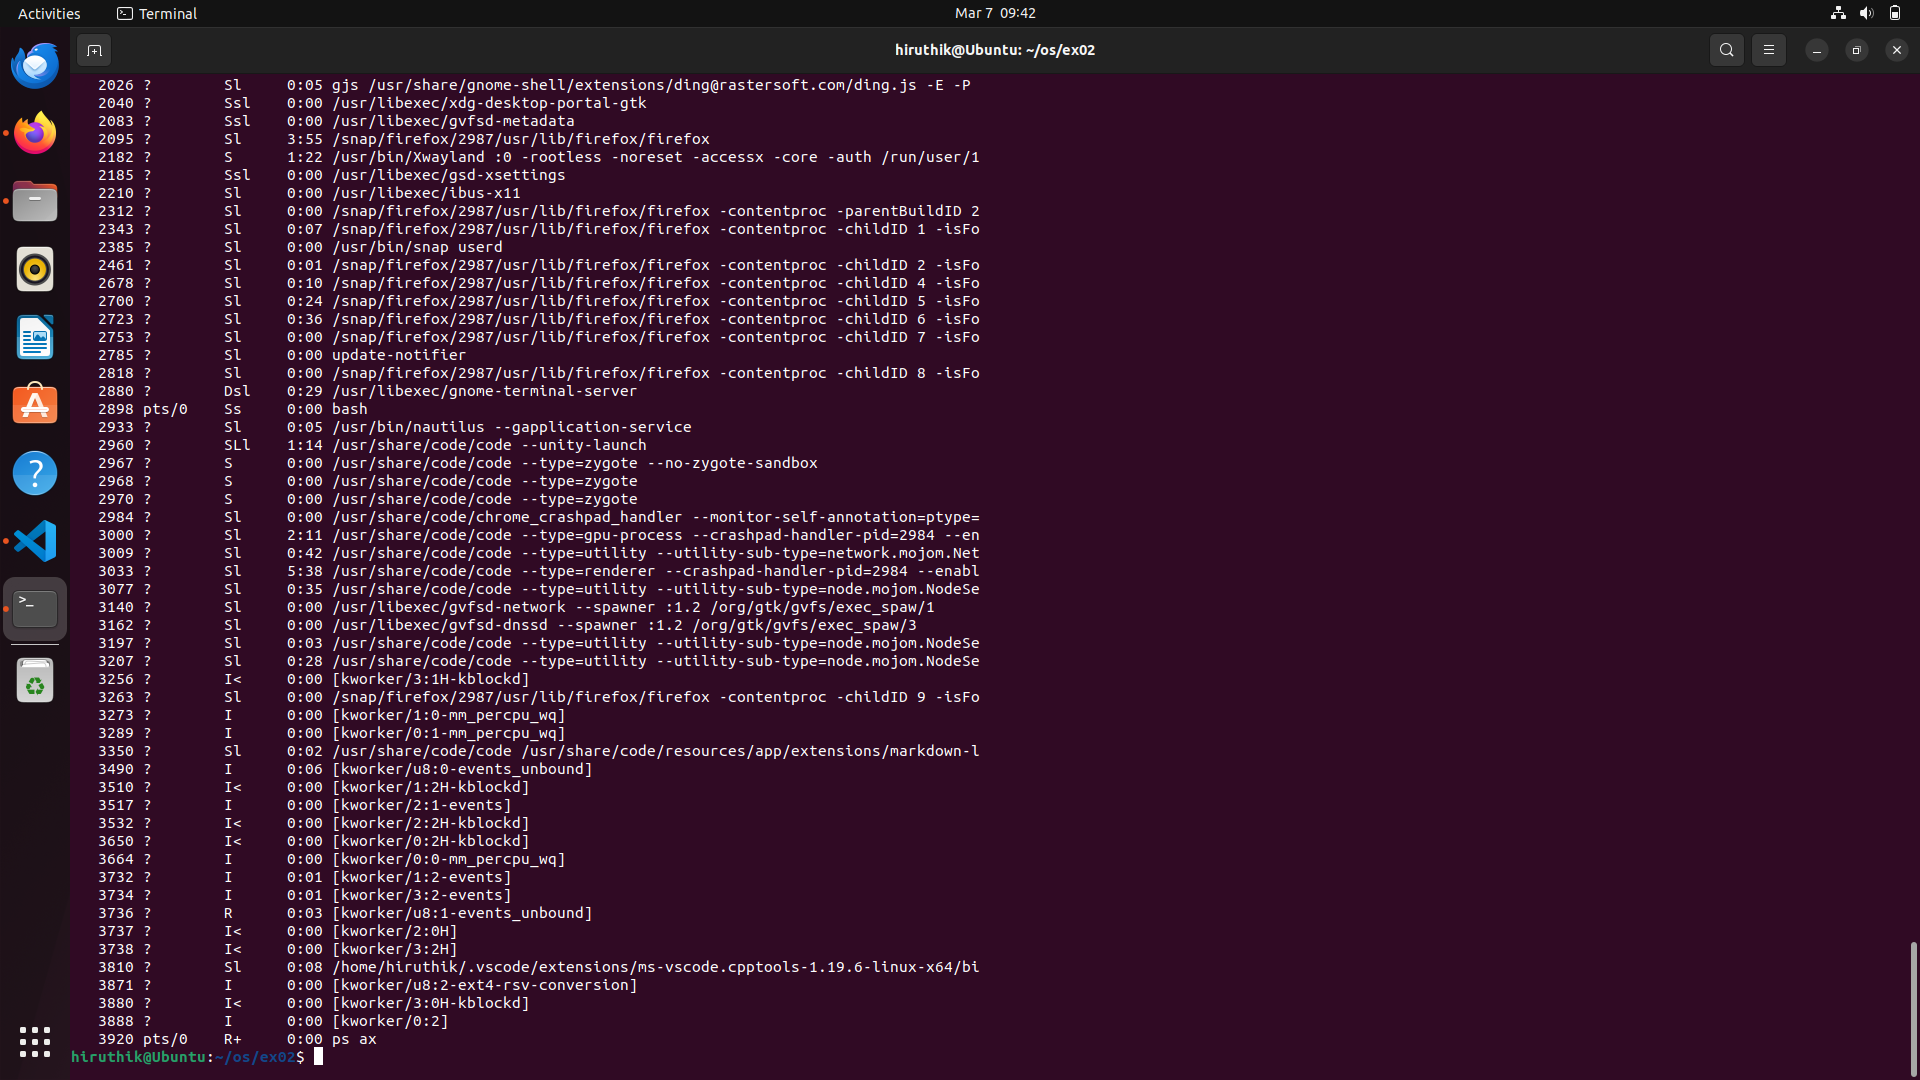 Activities Terminal Mar 7 09:42
hiruthik@Ubuntu: ~/os/ex02
2026 ? Sl 0:05 gjs /usr/share/gnome-shell/extensions/ding@rastersoft.com/ding.js -E -P
2040 ? Ssl 0:00 /usr/libexec/xdg-desktop-portal-gtk
2083 ? Ssl 0:00 /usr/libexec/gvfsd-metadata
2095 ? Sl 3:55 /snap/firefox/2987/usr/lib/firefox/firefox
2182 ? S 1:22 /usr/bin/Xwayland :0 -rootless -noreset -accessx -core -auth /run/user/1
2185 ? Ssl 0:00 /usr/libexec/gsd-xsettings
2210 ? Sl 0:00 /usr/libexec/ibus-x11
2312 ? Sl 0:00 /snap/firefox/2987/usr/lib/firefox/firefox -contentproc -parentBuildID 2
2343 ? Sl 0:07 /snap/firefox/2987/usr/lib/firefox/firefox -contentproc -childID 1 -isFo
2385 ? Sl 0:00 /usr/bin/snap userd
2461 ? Sl 0:01 /snap/firefox/2987/usr/lib/firefox/firefox -contentproc -childID 2 -isFo
2678 ? Sl 0:10 /snap/firefox/2987/usr/lib/firefox/firefox -contentproc -childID 4 -isFo
2700 ? Sl 0:24 /snap/firefox/2987/usr/lib/firefox/firefox -contentproc -childID 5 -isFo
2723 ? Sl 0:36 /snap/firefox/2987/usr/lib/firefox/firefox -contentproc -childID 6 -isFo
2753 ? Sl 0:00 /snap/firefox/2987/usr/lib/firefox/firefox -contentproc -childID 7 -isFo
2785 ? Sl 0:00 update-notifier
2818 ? Sl 0:00 /snap/firefox/2987/usr/lib/firefox/firefox -contentproc -childID 8 -isFo
2880 ? Dsl 0:29 /usr/libexec/gnome-terminal-server
2898 pts/0 Ss 0:00 bash
2933 ? Sl 0:05 /usr/bin/nautilus --gapplication-service
2960 ? SLl 1:14 /usr/share/code/code --unity-launch
2967 ? S 0:00 /usr/share/code/code --type=zygote --no-zygote-sandbox
2968 ? S 0:00 /usr/share/code/code --type=zygote
2970 ? S 0:00 /usr/share/code/code --type=zygote
2984 ? Sl 0:00 /usr/share/code/chrome_crashpad_handler --monitor-self-annotation=ptype=
3000 ? Sl 2:11 /usr/share/code/code --type=gpu-process --crashpad-handler-pid=2984 --en
3009 ? Sl 0:42 /usr/share/code/code --type=utility --utility-sub-type=network.mojom.Net
3033 ? Sl 5:38 /usr/share/code/code --type=renderer --crashpad-handler-pid=2984 --enabl
3077 ? Sl 0:35 /usr/share/code/code --type=utility --utility-sub-type=node.mojom.NodeSe
3140 ? Sl 0:00 /usr/libexec/gvfsd-network --spawner :1.2 /org/gtk/gvfs/exec_spaw/1
3162 ? Sl 0:00 /usr/libexec/gvfsd-dnssd --spawner :1.2 /org/gtk/gvfs/exec_spaw/3
3197 ? Sl 0:03 /usr/share/code/code --type=utility --utility-sub-type=node.mojom.NodeSe
3207 ? Sl 0:28 /usr/share/code/code --type=utility --utility-sub-type=node.mojom.NodeSe
3256 ? I< 0:00 [kworker/3:1H-kblockd]
3263 ? Sl 0:00 /snap/firefox/2987/usr/lib/firefox/firefox -contentproc -childID 9 -isFo
3273 ? I 0:00 [kworker/1:0-mm_percpu_wq]
3289 ? I 0:00 [kworker/0:1-mm_percpu_wq]
3350 ? Sl 0:02 /usr/share/code/code /usr/share/code/resources/app/extensions/markdown-l
3490 ? I 0:06 [kworker/u8:0-events_unbound]
3510 ? I< 0:00 [kworker/1:2H-kblockd]
3517 ? I 0:00 [kworker/2:1-events]
3532 ? I< 0:00 [kworker/2:2H-kblockd]
3650 ? I< 0:00 [kworker/0:2H-kblockd]
3664 ? I 0:00 [kworker/0:0-mm_percpu_wq]
3732 ? I 0:01 [kworker/1:2-events]
3734 ? I 0:01 [kworker/3:2-events]
3736 ? R 0:03 [kworker/u8:1-events_unbound]
3737 ? I< 0:00 [kworker/2:0H]
3738 ? I< 0:00 [kworker/3:2H]
3810 ? Sl 0:08 /home/hiruthik/.vscode/extensions/ms-vscode.cpptools-1.19.6-linux-x64/bi
3871 ? I 0:00 [kworker/u8:2-ext4-rsv-conversion]
3880 ? I< 0:00 [kworker/3:0H-kblockd]
3888 ? I 0:00 [kworker/0:2]
3920 pts/0 R+ 0:00 ps ax
hiruthik@Ubuntu:~/os/ex02$